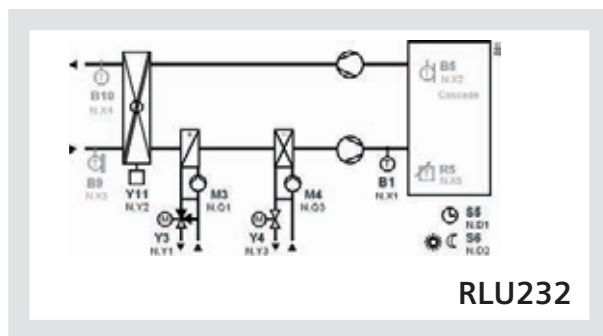 B10
N.X4
B5
N.X2
Cascade
B9
N.X3
Y11
N.Y2
M3
N.Q1
M4
N.Q3
B1
N.X1
R5
N.X5
T
M
Y3
N.Y1
M
Y4
N.Y3
S5
N.D1
S6
N.D2
RLU232